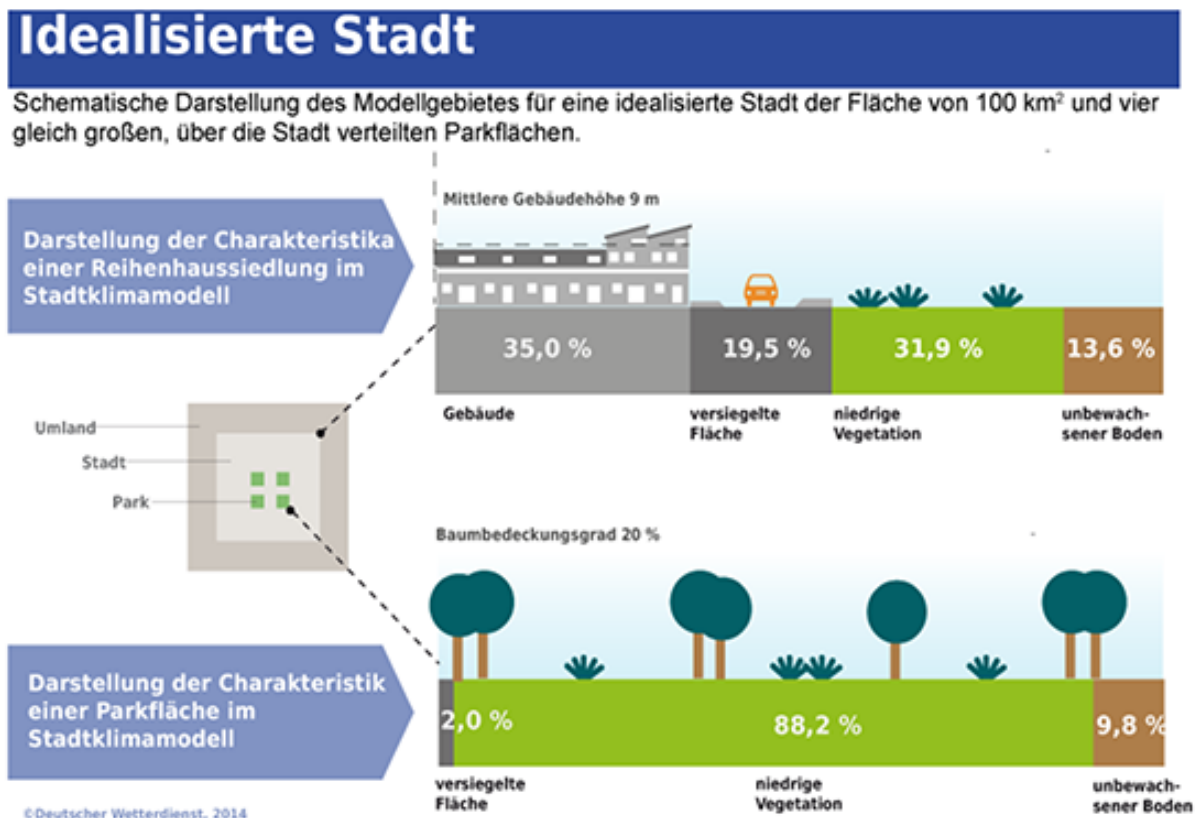 Idealisierte Stadt
Schematische Darstellung des Modellgebietes für eine idealisierte Stadt der Fläche von 100 km² und vier
gleich großen, über die Stadt verteilten Parkflächen.
Darstellung der Charakteristika
einer Reihenhaussiedlung im
Stadtklimamodell
Mittlere Gebäudehöhe 9 m
35,0 %
19,5 %
31,9 %
13,6 %
Gebäude
versiegelte
Fläche
niedrige
Vegetation
unbewach-
sener Boden
Umland
Stadt
Park
Baumbedeckungsgrad 20 %
Darstellung der Charakteristik
einer Parkfläche im
Stadtklimamodell
2,0 %
88,2 %
9,8 %
versiegelte
Fläche
niedrige
Vegetation
unbewach-
sener Boden
©Deutscher Wetterdienst, 2014